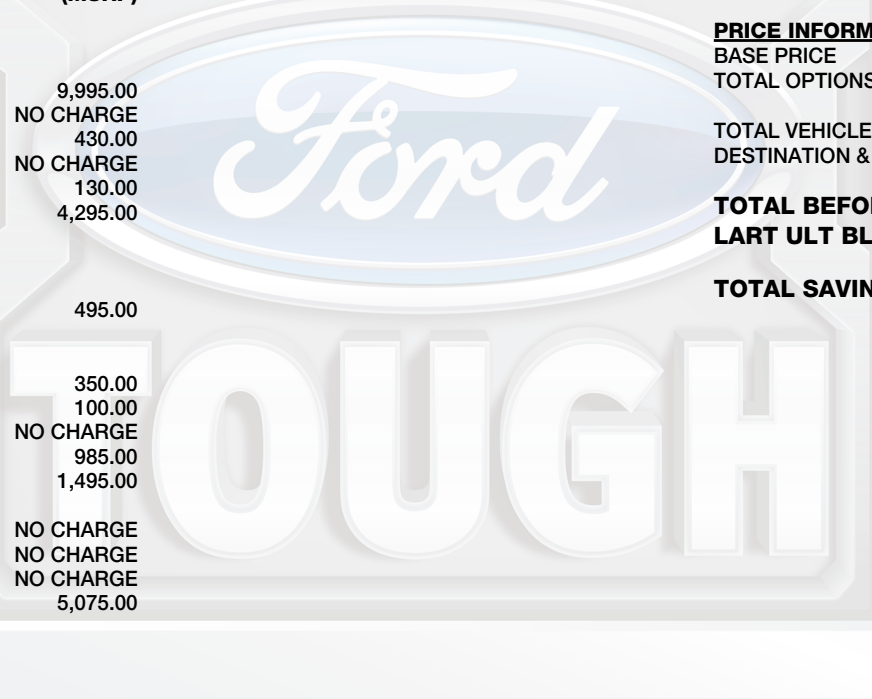 9,995.00
NO CHARGE
430.00
NO CHARGE
130.00
4,295.00
495.00
350.00
100.00
NO CHARGE
985.00
1,495.00
NO CHARGE
NO CHARGE
NO CHARGE
5,075.00
PRICE INFORM
BASE PRICE
TOTAL OPTIONS
TOTAL VEHICLE
DESTINATION &
TOTAL BEFO
LART ULT BL
TOTAL SAVIN
Ford
TOUGH